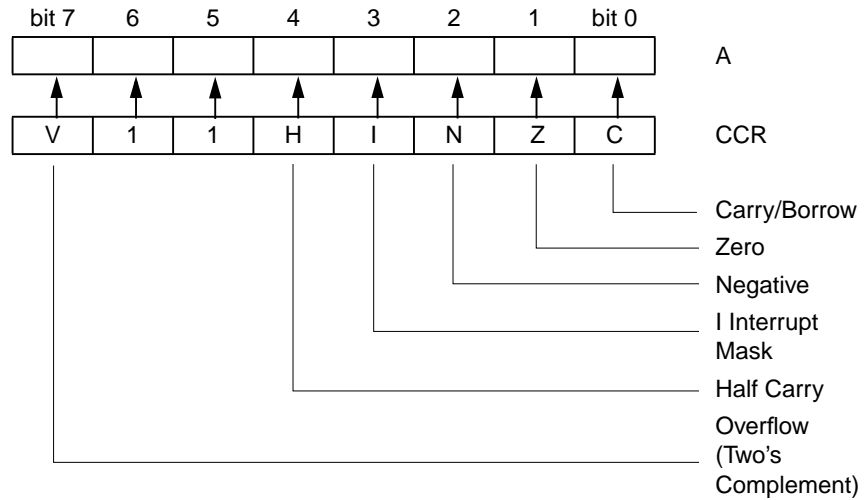 bit 7 6 5 4 3 2 1 bit 0
A
V 1 1 H I N Z C
CCR
Carry/Borrow
Zero
Negative
I Interrupt
Mask
Half Carry
Overflow
(Two's
Complement)